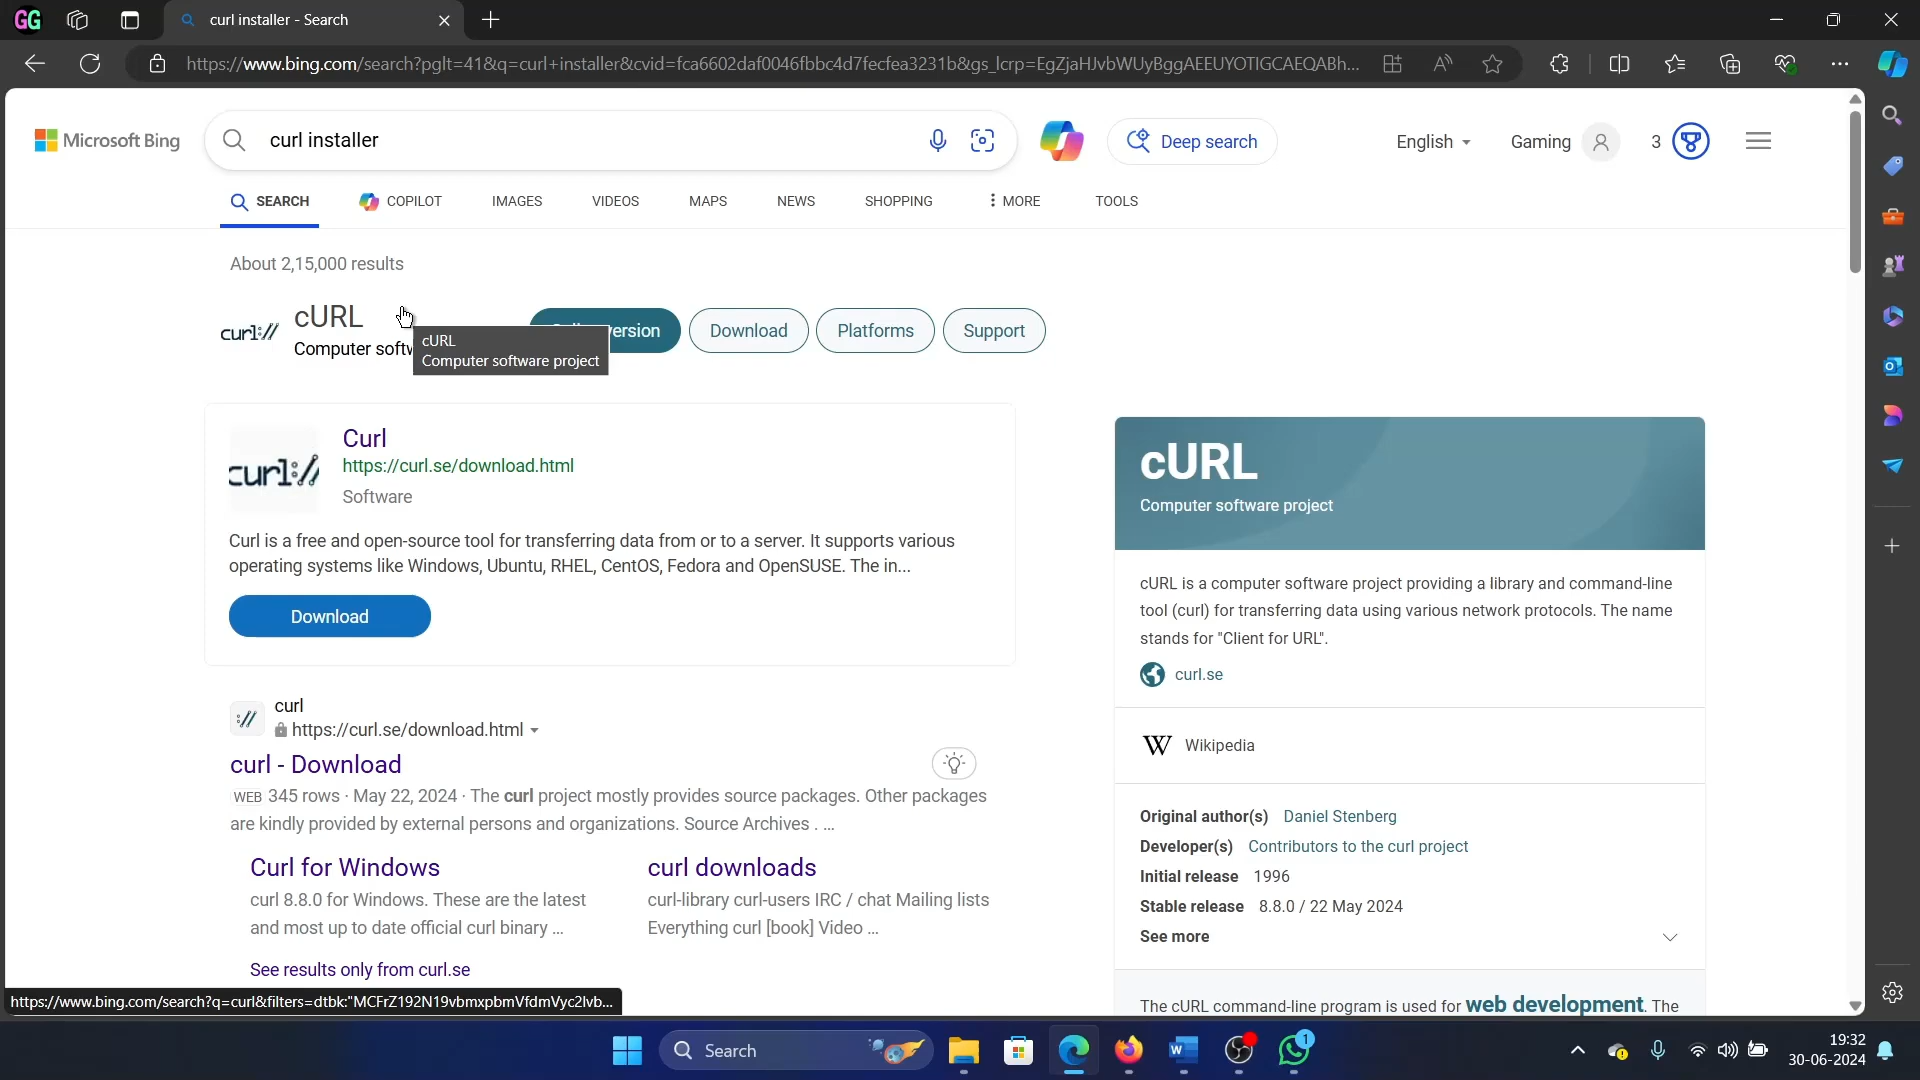 GG
curl installer - Search
https://www.bing.com/search?pglt=41&q=curl+installer&cvid=fca6602daf0046fbbc4d7fecfea3231b&gs_lcrp=EgZjaHJvbWUyBggAEEUYOTIGCAEQABh...
Microsoft Bing
curl installer
Deep search
English
Gaming
3
SEARCH
COPILOT
IMAGES
VIDEOS
MAPS
NEWS
SHOPPING
MORE
TOOLS
About 2,15,000 results
curl://
cURL
Computer softw
cURL
Computer software project
ersion
Download
Platforms
Support
curl://
Curl
https://curl.se/download.html
Software
Curl is a free and open-source tool for transferring data from or to a server. It supports various
operating systems like Windows, Ubuntu, RHEL, CentOS, Fedora and OpenSUSE. The in...
Download
curl
https://curl.se/download.html
curl - Download
WEB 345 rows · May 22, 2024 · The curl project mostly provides source packages. Other packages
are kindly provided by external persons and organizations. Source Archives . ...
Curl for Windows
curl 8.8.0 for Windows. These are the latest
and most up to date official curl binary ...
curl downloads
curl-library curl-users IRC / chat Mailing lists
Everything curl [book] Video ...
See results only from curl.se
cURL
Computer software project
cURL is a computer software project providing a library and command-line
tool (curl) for transferring data using various network protocols. The name
stands for "Client for URL".
curl.se
W Wikipedia
Original author(s) Daniel Stenberg
Developer(s) Contributors to the curl project
Initial release 1996
Stable release 8.8.0 / 22 May 2024
See more
The cURL command-line program is used for web development. The
https://www.bing.com/search?q=curl&filters=dtbk:"MCFrZ192N19vbmxpbmVfdmVyc2lvb...
Search
1
19:32
30-06-2024